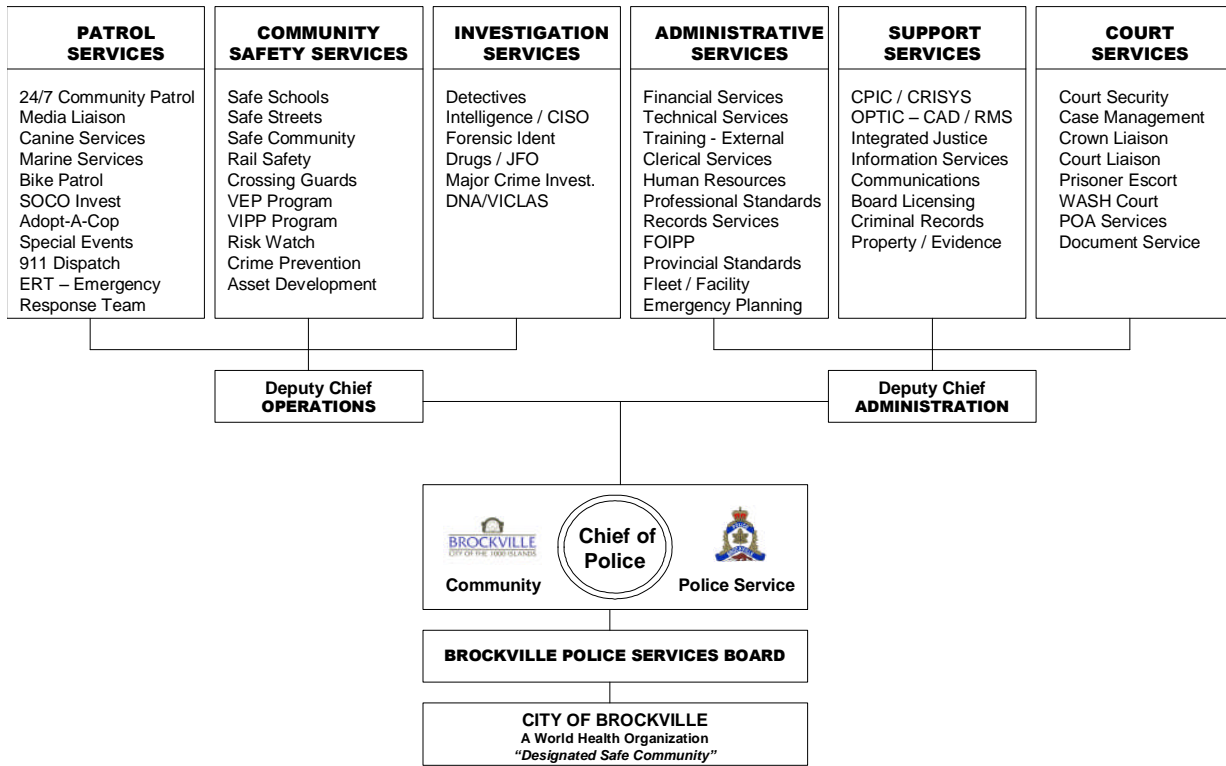 PATROL
SERVICES
24/7 Community Patrol
Media Liaison
Canine Services
Marine Services
Bike Patrol
SOCO Invest
Adopt-A-Cop
Special Events
911 Dispatch
ERT – Emergency
Response Team
COMMUNITY
SAFETY SERVICES
Safe Schools
Safe Streets
Safe Community
Rail Safety
Crossing Guards
VEP Program
VIPP Program
Risk Watch
Crime Prevention
Asset Development
INVESTIGATION
SERVICES
Detectives
Intelligence / CISO
Forensic Ident
Drugs / JFO
Major Crime Invest.
DNA/VICLAS
ADMINISTRATIVE
SERVICES
Financial Services
Technical Services
Training - External
Clerical Services
Human Resources
Professional Standards
Records Services
FOIPP
Provincial Standards
Fleet / Facility
Emergency Planning
SUPPORT
SERVICES
CPIC / CRISYS
OPTIC – CAD / RMS
Integrated Justice
Information Services
Communications
Board Licensing
Criminal Records
Property / Evidence
COURT
SERVICES
Court Security
Case Management
Crown Liaison
Court Liaison
Prisoner Escort
WASH Court
POA Services
Document Service
Deputy Chief
OPERATIONS
Deputy Chief
ADMINISTRATION
BROCKVILLE
CITY OF THE 1000 ISLANDS
Community
Chief of
Police
POLICE
BROCKVILLE
Police Service
BROCKVILLE POLICE SERVICES BOARD
CITY OF BROCKVILLE
A World Health Organization
“Designated Safe Community”